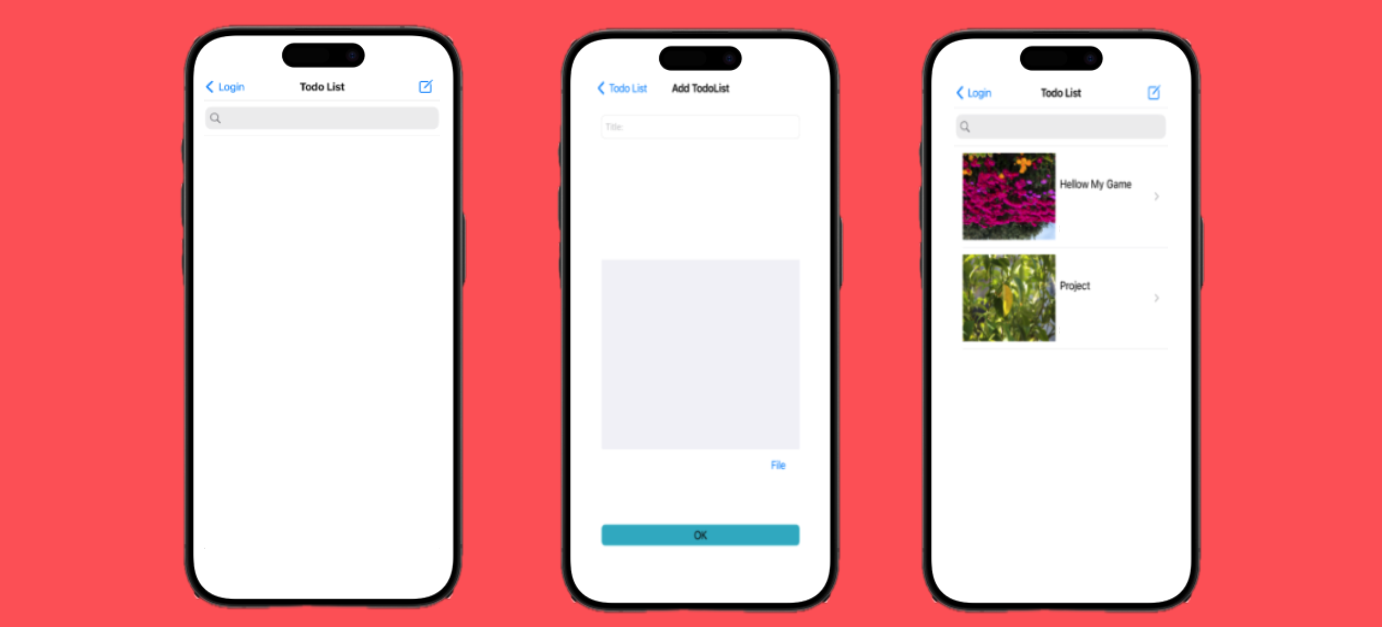 Login
Todo List
Todo List
Add TodoList
Title:
File
OK
Login
Todo List
Hellow My Game
Project